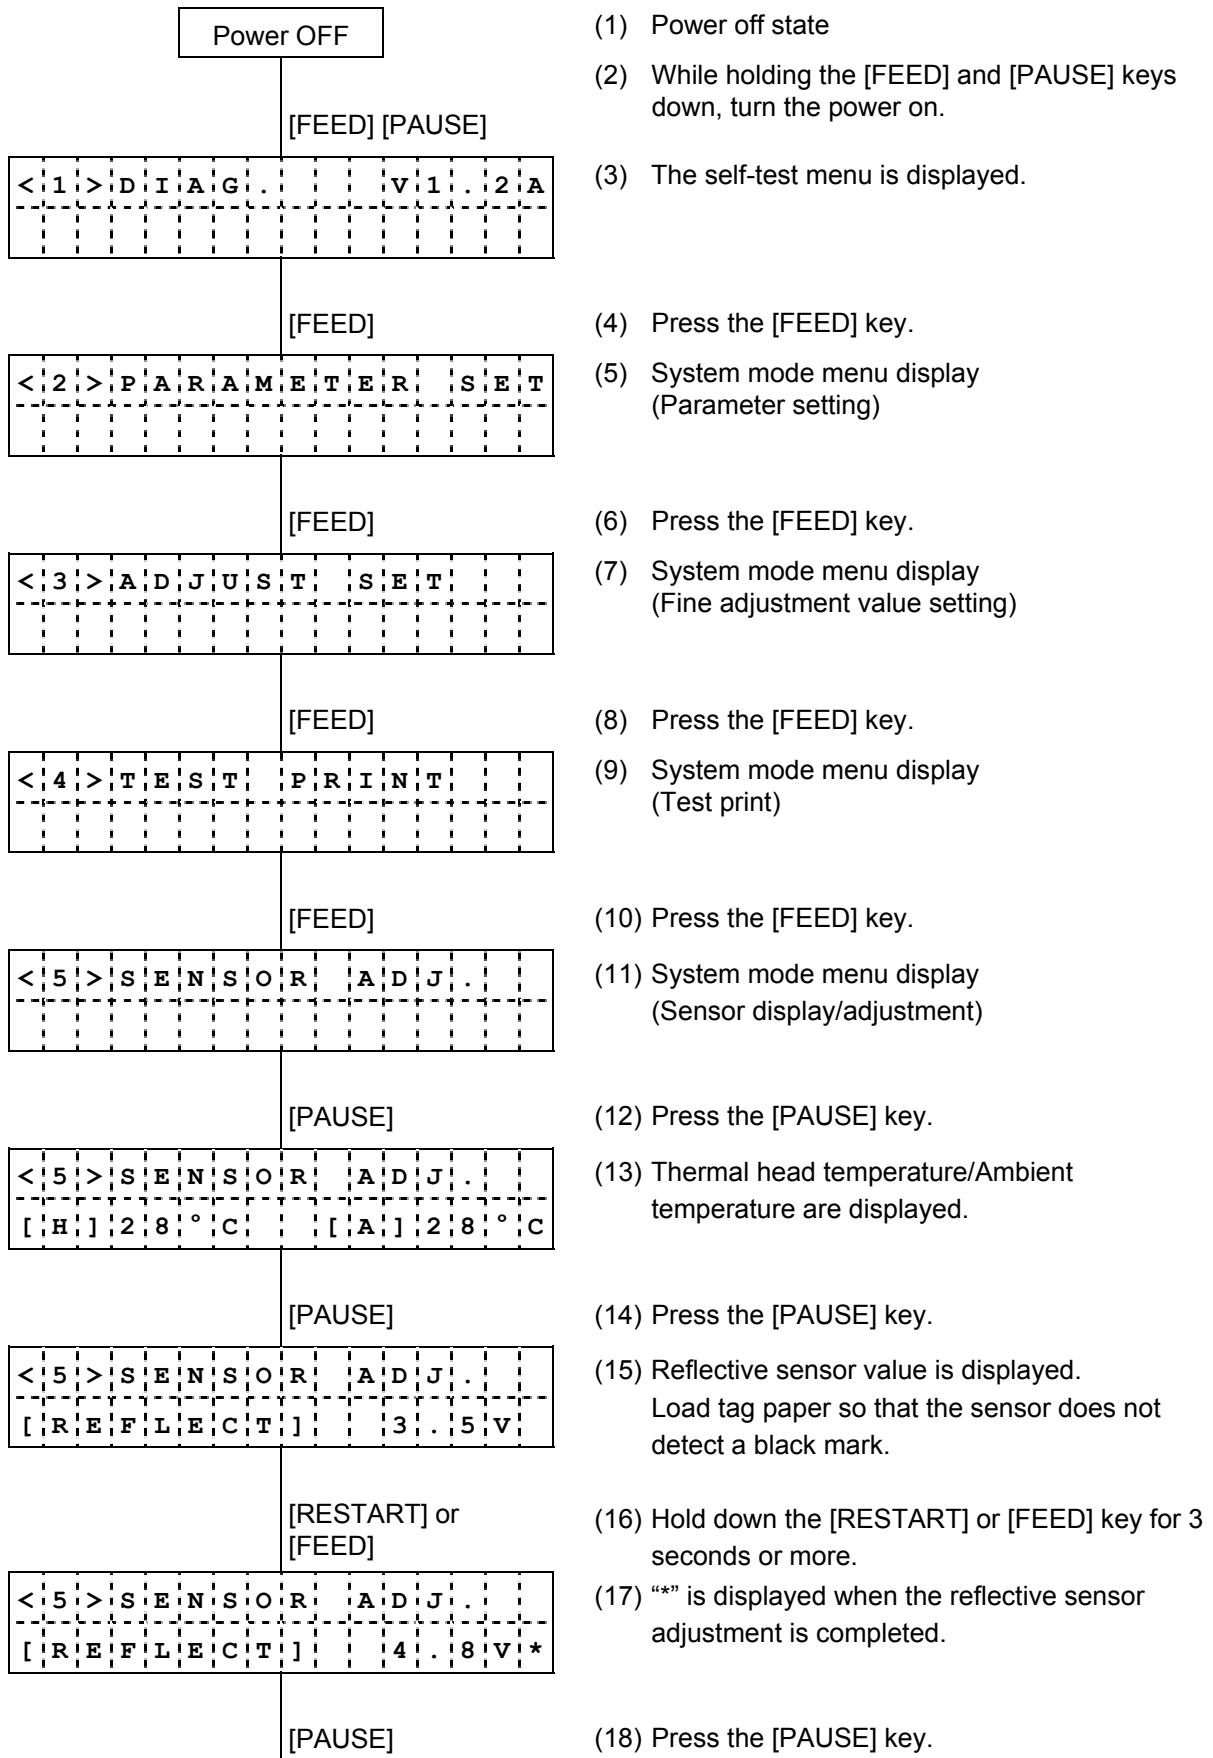 Power OFF
(1) Power off state
(2) While holding the [FEED] and [PAUSE] keys
down, turn the power on.
[FEED] [PAUSE]
<1>DIAG.    V1.2A
(3) The self-test menu is displayed.
[FEED]
(4) Press the [FEED] key.
<2>PARAMETER SET
(5) System mode menu display
(Parameter setting)
[FEED]
(6) Press the [FEED] key.
<3>ADJUST SET
(7) System mode menu display
(Fine adjustment value setting)
[FEED]
(8) Press the [FEED] key.
<4>TEST PRINT
(9) System mode menu display
(Test print)
[FEED]
(10) Press the [FEED] key.
<5>SENSOR ADJ.
(11) System mode menu display
(Sensor display/adjustment)
[PAUSE]
(12) Press the [PAUSE] key.
<5>SENSOR ADJ.
[H]28°C  [A]28°C
(13) Thermal head temperature/Ambient
temperature are displayed.
[PAUSE]
(14) Press the [PAUSE] key.
<5>SENSOR ADJ.
[REFLECT]  3.5V
(15) Reflective sensor value is displayed.
Load tag paper so that the sensor does not
detect a black mark.
[RESTART] or
[FEED]
(16) Hold down the [RESTART] or [FEED] key for 3
seconds or more.
<5>SENSOR ADJ.
[REFLECT]  4.8V*
(17) “*” is displayed when the reflective sensor
adjustment is completed.
[PAUSE]
(18) Press the [PAUSE] key.